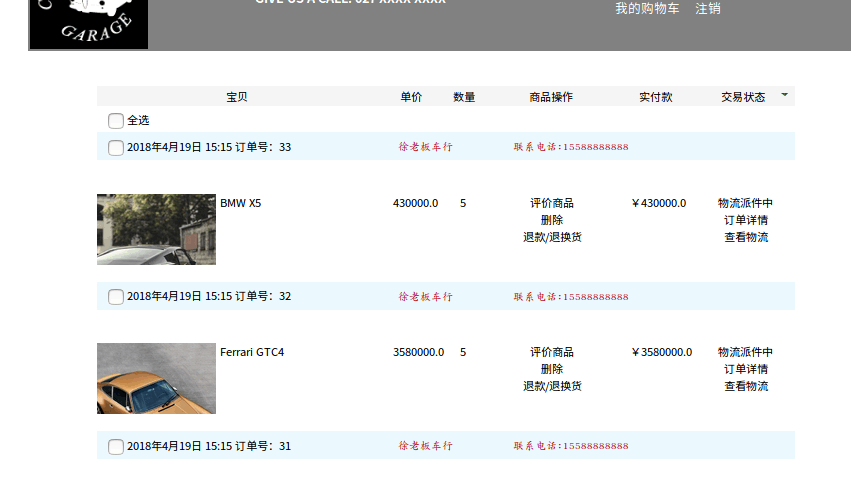 GIVE US A CALL: 021 XXXX XXXX
我的购物车 注销
GARAGE
宝贝 单价 数量 商品操作 实付款 交易状态
全选
2018年4月19日 15:15 订单号：33 徐老板车行 联系电话:15588888888
BMW X5 430000.0 5 评价商品 ￥430000.0 物流派件中
删除 订单详情
退款/退换货 查看物流
2018年4月19日 15:15 订单号：32 徐老板车行 联系电话:15588888888
Ferrari GTC4 3580000.0 5 评价商品 ￥3580000.0 物流派件中
删除 订单详情
退款/退换货 查看物流
2018年4月19日 15:15 订单号：31 徐老板车行 联系电话:15588888888